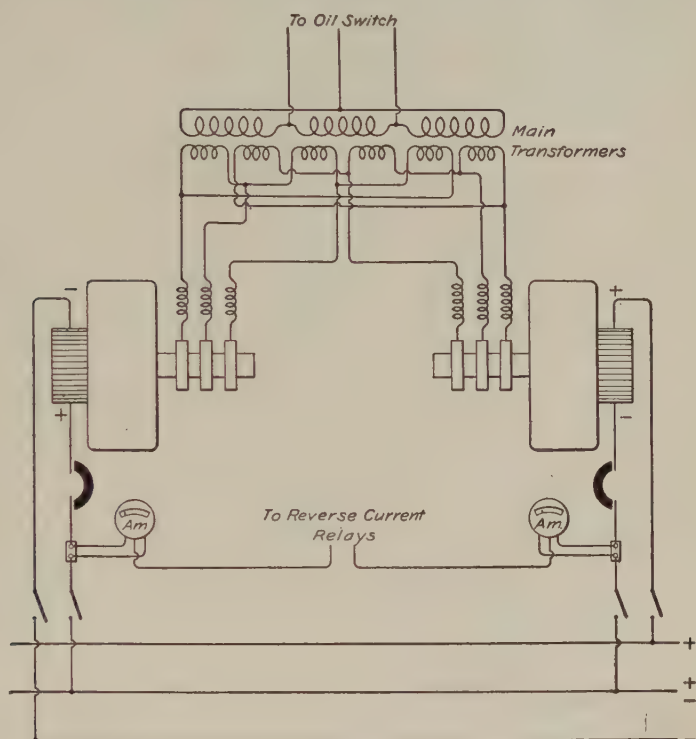 To Oil Switch
Main
Transformers
-
+
+
-
Am.
To Reverse Current
Relays
Am.
+
+
-